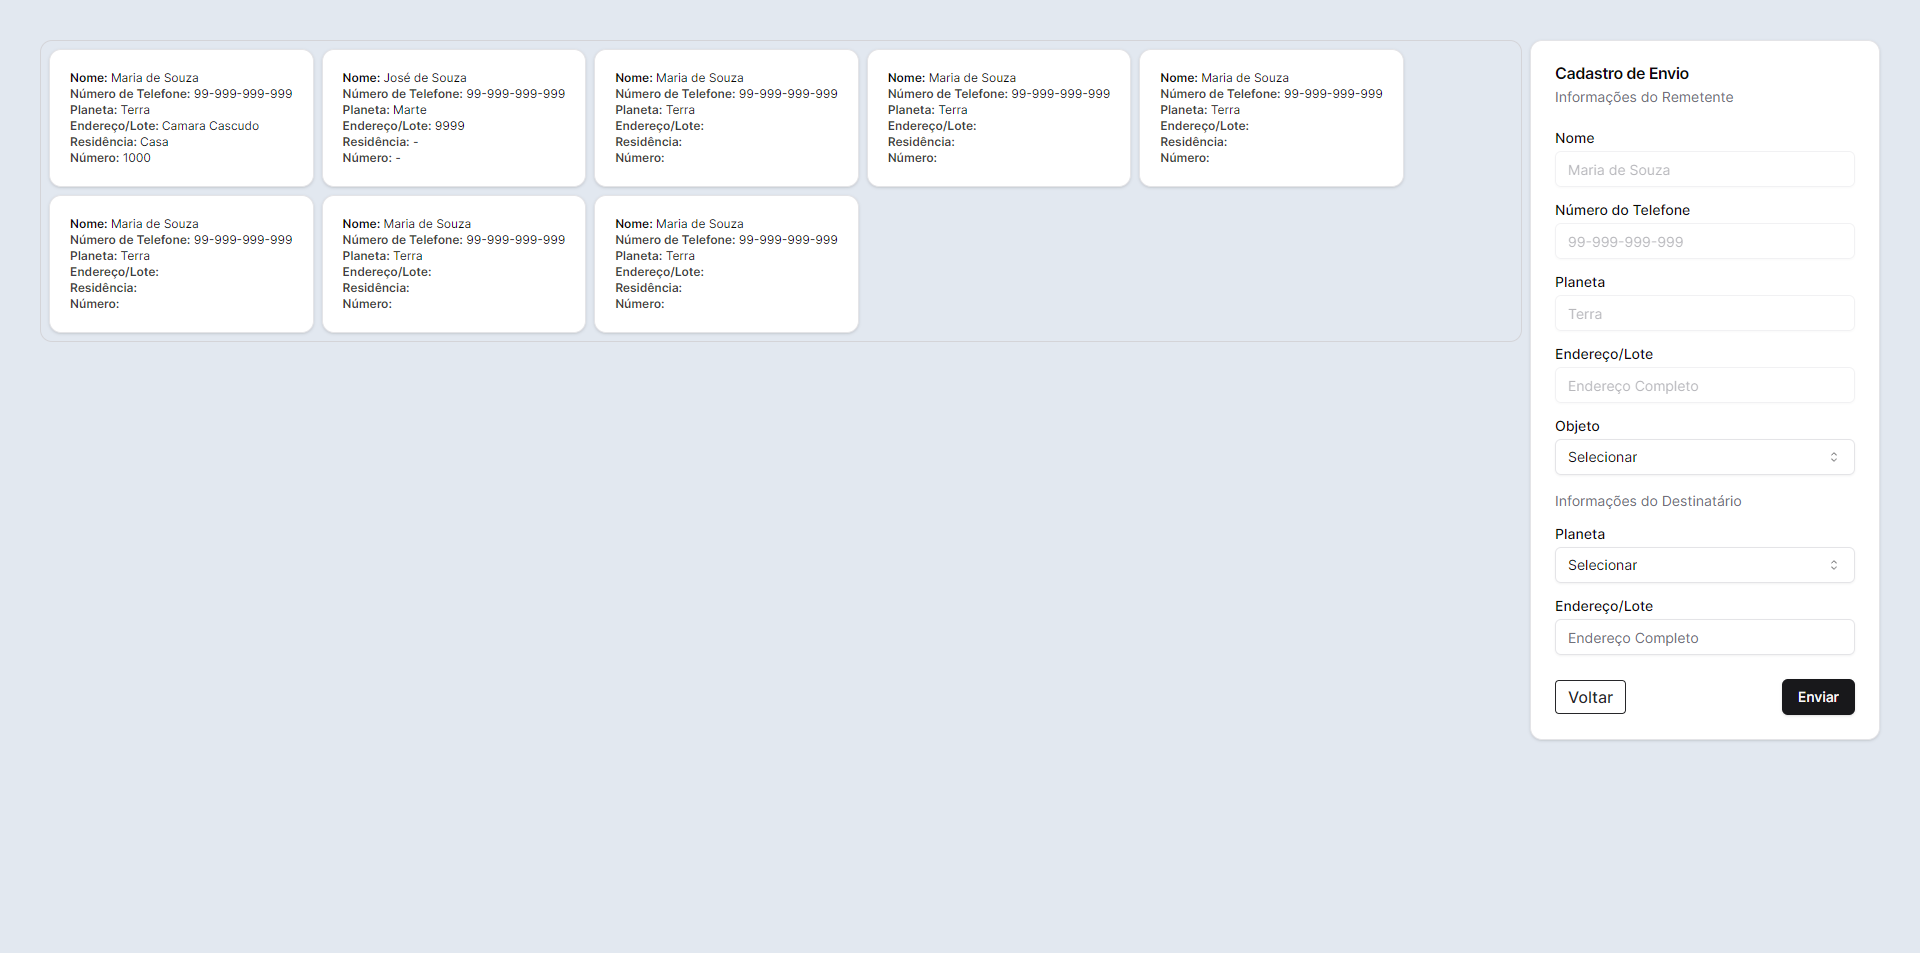 Nome: Maria de Souza
Número de Telefone: 99-999-999-999
Planeta: Terra
Endereço/Lote: Camara Cascudo
Residência: Casa
Número: 1000
Nome: José de Souza
Número de Telefone: 99-999-999-999
Planeta: Marte
Endereço/Lote: 9999
Residência: -
Número: -
Nome: Maria de Souza
Número de Telefone: 99-999-999-999
Planeta: Terra
Endereço/Lote:
Residência:
Número:
Nome: Maria de Souza
Número de Telefone: 99-999-999-999
Planeta: Terra
Endereço/Lote:
Residência:
Número:
Nome: Maria de Souza
Número de Telefone: 99-999-999-999
Planeta: Terra
Endereço/Lote:
Residência:
Número:
Nome: Maria de Souza
Número de Telefone: 99-999-999-999
Planeta: Terra
Endereço/Lote:
Residência:
Número:
Nome: Maria de Souza
Número de Telefone: 99-999-999-999
Planeta: Terra
Endereço/Lote:
Residência:
Número:
Nome: Maria de Souza
Número de Telefone: 99-999-999-999
Planeta: Terra
Endereço/Lote:
Residência:
Número:
Cadastro de Envio
Informações do Remetente
Nome
Maria de Souza
Número do Telefone
99-999-999-999
Planeta
Terra
Endereço/Lote
Endereço Completo
Objeto
Selecionar
Informações do Destinatário
Planeta
Selecionar
Endereço/Lote
Endereço Completo
Voltar
Enviar